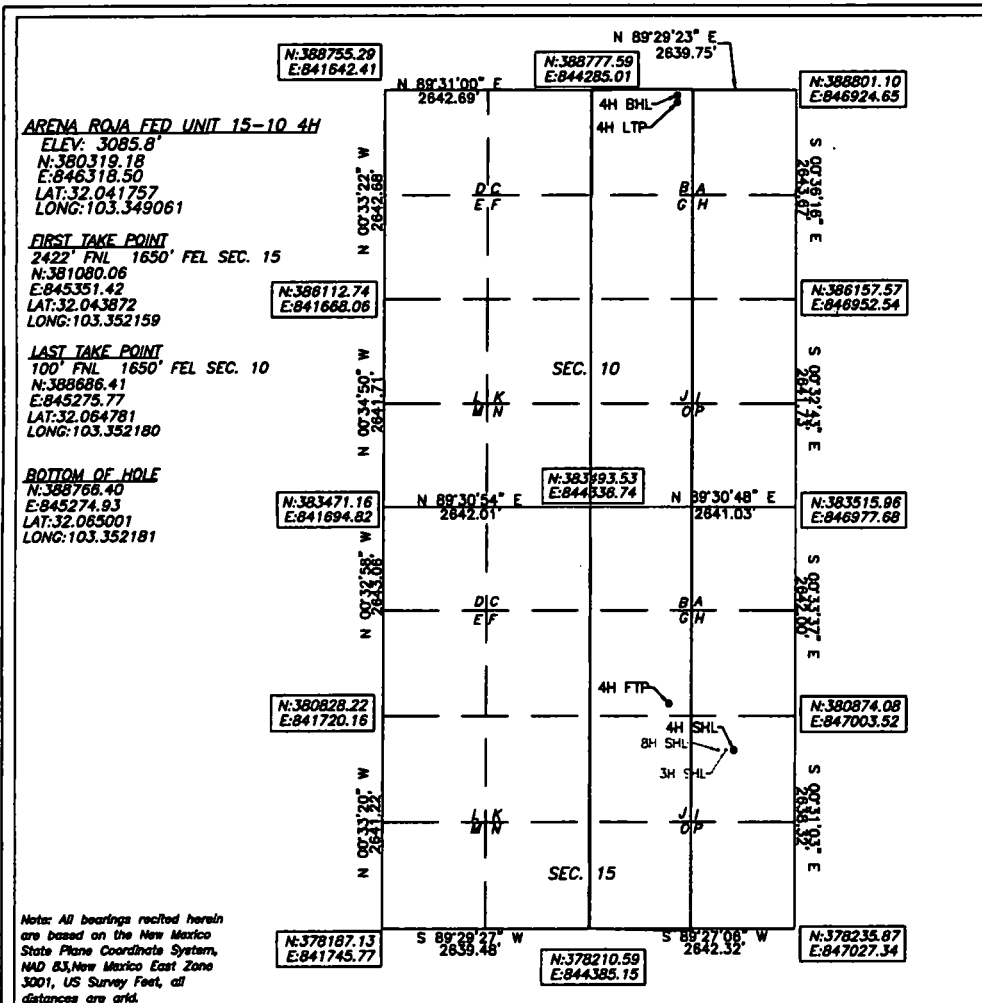 N 89°29'23" E
2639.75'
N:388755.29
E:841642.41
N:388777.59
E:844285.01
N:388801.10
E:846924.65
N 89°31'00" E
2642.69'
4H BHL
4H LTP
ARENA ROJA FED UNIT 15-10 4H
ELEV: 3085.8'
N:380319.18
E:846318.50
LAT:32.041757
LONG:103.349061
FIRST TAKE POINT
2422' FNL 1650' FEL SEC. 15
N:381080.06
E:845351.42
LAT:32.043872
LONG:103.352159
LAST TAKE POINT
100' FNL 1650' FEL SEC. 10
N:388686.41
E:845275.77
LAT:32.064781
LONG:103.352180
BOTTOM OF HOLE
N:388766.40
E:845274.93
LAT:32.065001
LONG:103.352181
N 00°33'22" W
2642.68'
D C
E F
B A
G H
S 00°36'16" E
2643.67'
N:386112.74
E:841668.06
N:386157.57
E:846952.54
SEC. 10
N 00°34'50" W
2641.71'
L K
M N
J I
O P
S 00°32'43" E
2641.73'
N:383471.16
E:841694.82
N 89°30'54" E
2642.01'
N:383493.53
E:844336.74
N 89°30'48" E
2641.03'
N:383515.96
E:846977.68
N 00°32'58" W
2643.06'
D C
E F
B A
G H
S 00°33'37" E
2642.00'
4H FTP
N:380828.22
E:841720.16
N:380874.08
E:847003.52
4H SHL
8H SHL
3H SHL
N 00°33'20" W
2641.22'
L K
M N
J I
O P
S 00°31'03" E
2638.32'
SEC. 15
Note: All bearings recited herein
are based on the New Mexico
State Plane Coordinate System,
NAD 83,New Mexico East Zone
3001, US Survey Feet, all
distances are grid.
N:378187.13
E:841745.77
S 89°29'27" W
2639.48'
N:378210.59
E:844385.15
S 89°27'06" W
2642.32'
N:378235.87
E:847027.34